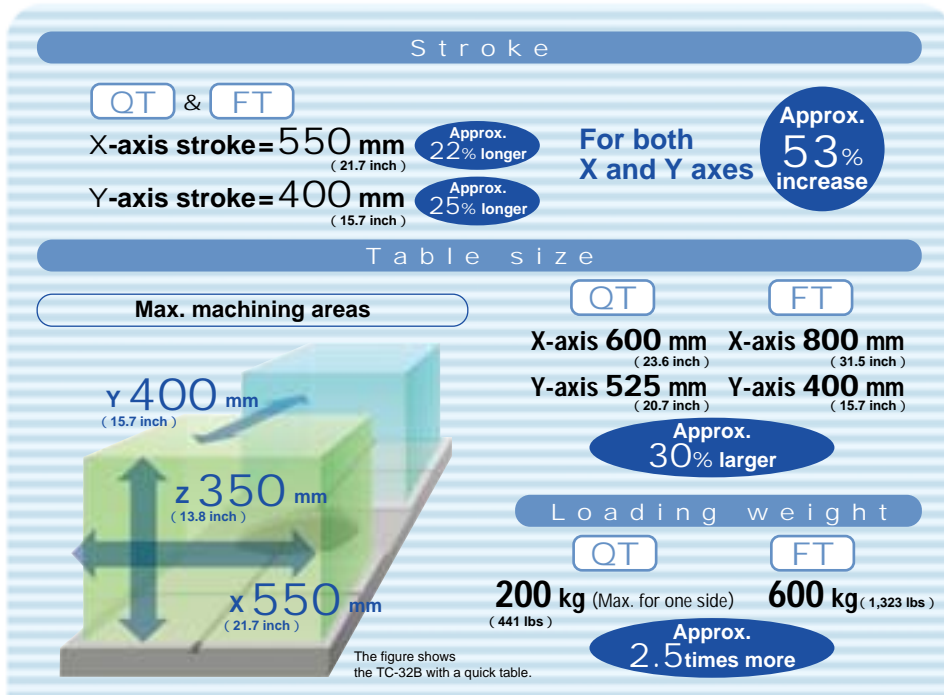 Stroke
QT & FT
X-axis stroke=550 mm
( 21.7 inch )
Approx.
22% longer
Y-axis stroke=400 mm
( 15.7 inch )
Approx.
25% longer
For both
X and Y axes
Approx.
53%
increase
Table size
Max. machining areas
Y 400 mm
( 15.7 inch )
Z 350 mm
( 13.8 inch )
X 550 mm
( 21.7 inch )
The figure shows
the TC-32B with a quick table.
QT
X-axis 600 mm
( 23.6 inch )
Y-axis 525 mm
( 20.7 inch )
FT
X-axis 800 mm
( 31.5 inch )
Y-axis 400 mm
( 15.7 inch )
Approx.
30% larger
Loading weight
QT
200 kg (Max. for one side)
( 441 lbs )
FT
600 kg ( 1,323 lbs )
Approx.
2.5 times more